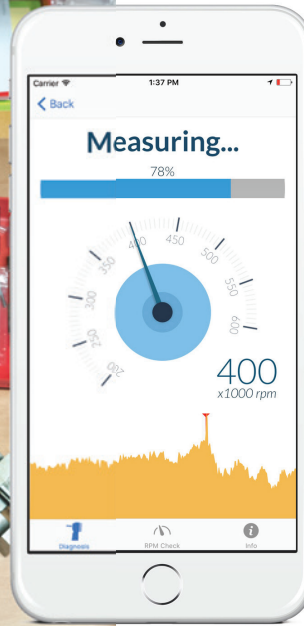 Carrier 1:37 PM
Back
Measuring...
78%
200 250 300 350 400 450 500 550 600
400
x1000 rpm
Diagnosis RPM Check Info